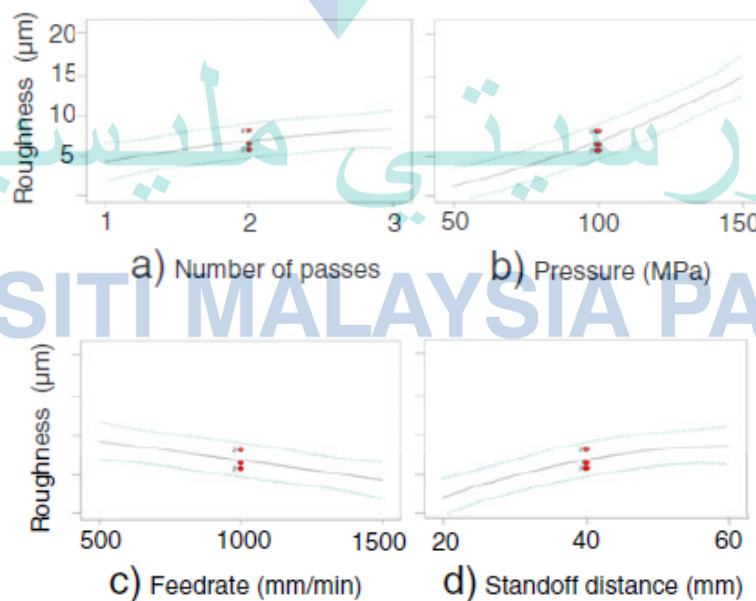 Roughness (µm)
20
15
10
5
1 2 3
50 100 150
a) Number of passes
b) Pressure (MPa)
SITI MALAYSIA PA
Roughness (µm)
500 1000 1500
20 40 60
c) Feedrate (mm/min)
d) Standoff distance (mm)